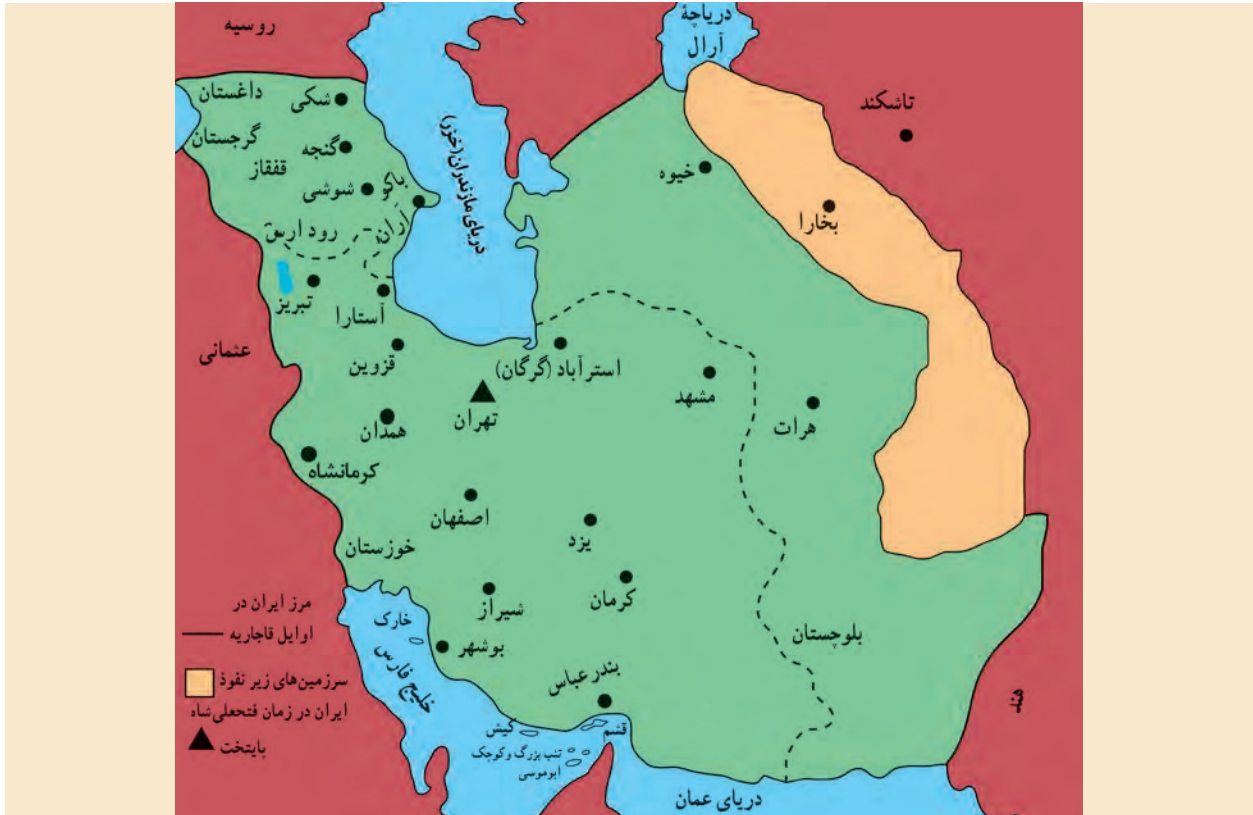 روسیه
دریاچهٔ
آرال
داغستان
شکی
تاشکند
گرجستان
گنجه
قفقاز
شوشی
باکو
اران
رود ارس
دریای مازندران (خزر)
خیوه
بخارا
تبریز
آستارا
عثمانی
قزوین
استرآباد (گرگان)
مشهد
هرات
تهران
همدان
کرمانشاه
اصفهان
یزد
خوزستان
شیراز
کرمان
بلوچستان
خارک
بوشهر
خلیج فارس
بندرعباس
قشم
کیش
تنب بزرگ و کوچک
ابوموسی
دریای عمان
هند
مرز ایران در
اوایل قاجاریه
سرزمین‌های زیر نفوذ
ایران در زمان فتحعلی‌شاه
پایتخت